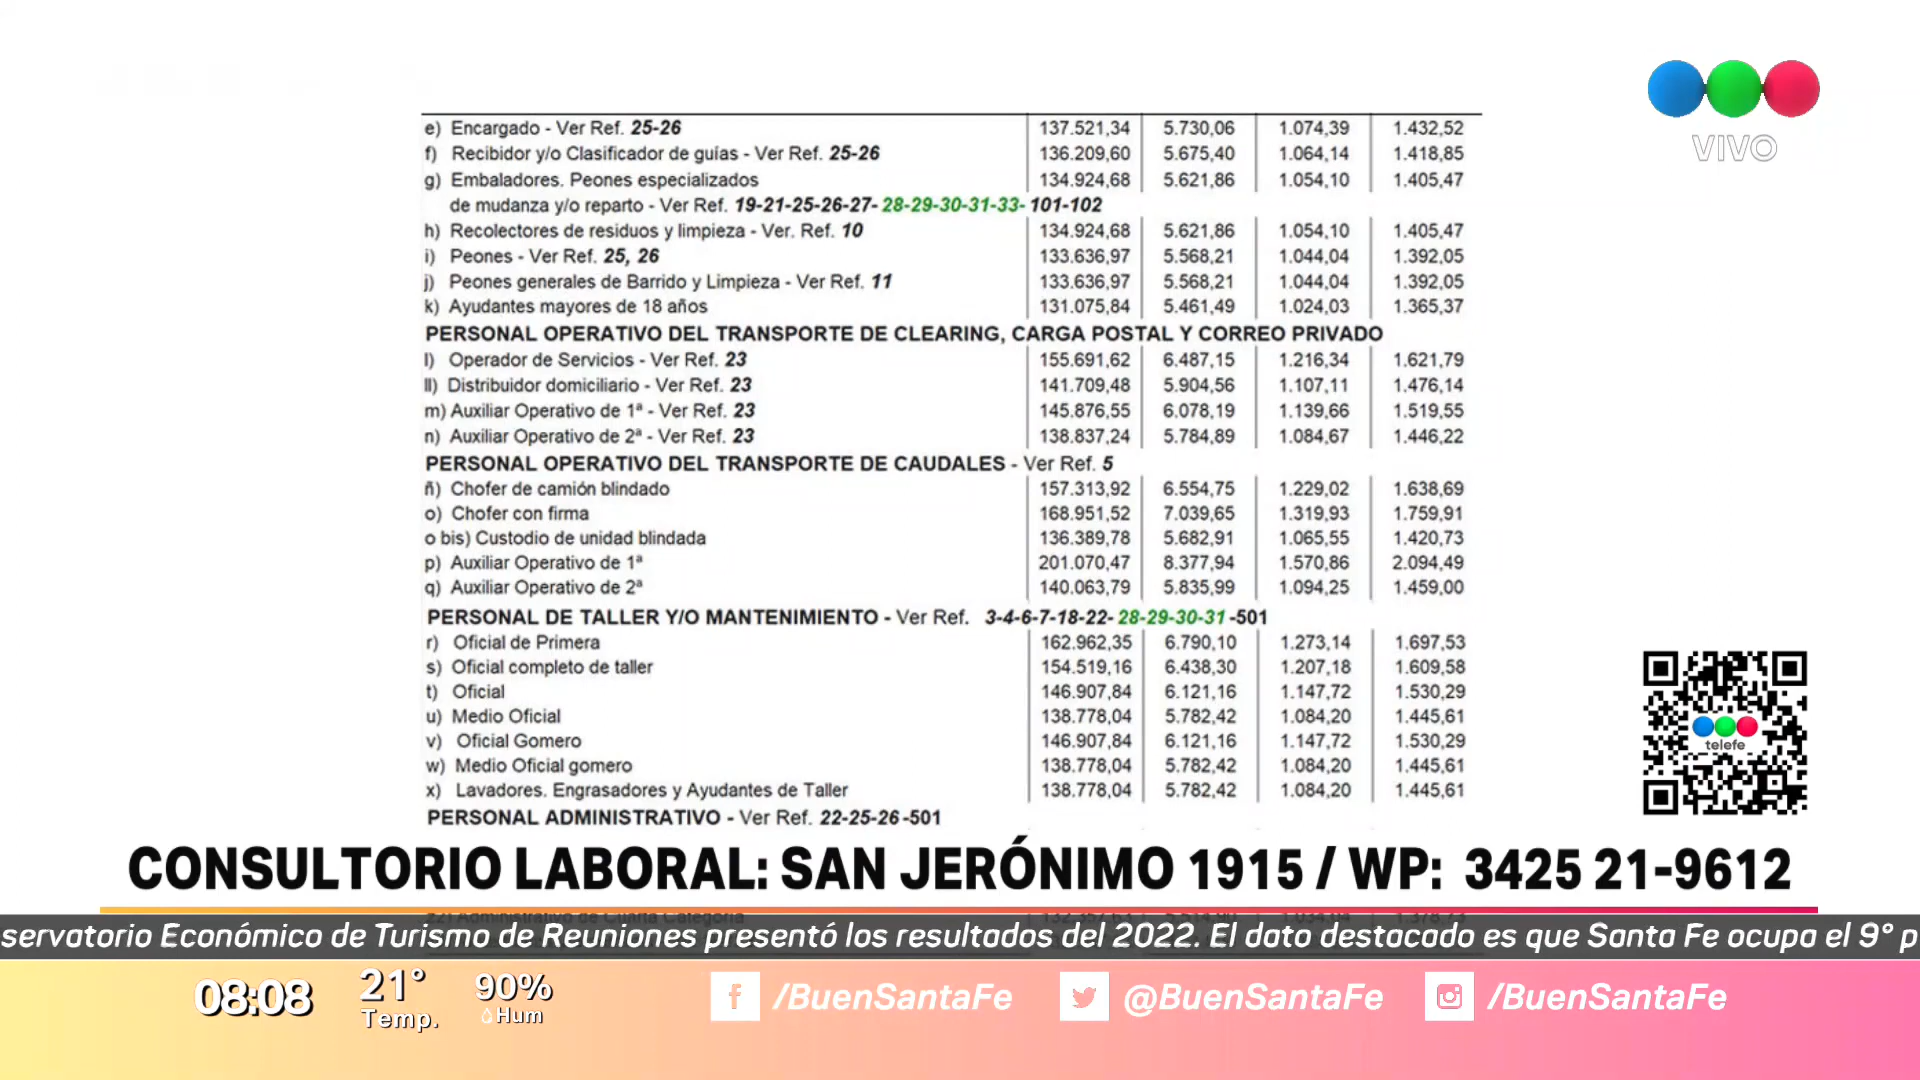 e) Encargado - Ver Ref. 25-26 137.521,34 5.730,06 1.074,39 1.432,52
f) Recibidor y/o Clasificador de guías - Ver Ref. 25-26 136.209,60 5.675,40 1.064,14 1.418,85
g) Embaladores. Peones especializados 134.924,68 5.621,86 1.054,10 1.405,47
de mudanza y/o reparto - Ver Ref. 19-21-25-26-27- 28-29-30-31-33- 101-102
h) Recolectores de residuos y limpieza - Ver. Ref. 10 134.924,68 5.621,86 1.054,10 1.405,47
i) Peones - Ver Ref. 25, 26 133.636,97 5.568,21 1.044,04 1.392,05
j) Peones generales de Barrido y Limpieza - Ver Ref. 11 133.636,97 5.568,21 1.044,04 1.392,05
k) Ayudantes mayores de 18 años 131.075,84 5.461,49 1.024,03 1.365,37
PERSONAL OPERATIVO DEL TRANSPORTE DE CLEARING, CARGA POSTAL Y CORREO PRIVADO
l) Operador de Servicios - Ver Ref. 23 155.691,62 6.487,15 1.216,34 1.621,79
ll) Distribuidor domiciliario - Ver Ref. 23 141.709,48 5.904,56 1.107,11 1.476,14
m) Auxiliar Operativo de 1ª - Ver Ref. 23 145.876,55 6.078,19 1.139,66 1.519,55
n) Auxiliar Operativo de 2ª - Ver Ref. 23 138.837,24 5.784,89 1.084,67 1.446,22
PERSONAL OPERATIVO DEL TRANSPORTE DE CAUDALES - Ver Ref. 5
ñ) Chofer de camión blindado 157.313,92 6.554,75 1.229,02 1.638,69
o) Chofer con firma 168.951,52 7.039,65 1.319,93 1.759,91
o bis) Custodio de unidad blindada 136.389,78 5.682,91 1.065,55 1.420,73
p) Auxiliar Operativo de 1ª 201.070,47 8.377,94 1.570,86 2.094,49
q) Auxiliar Operativo de 2ª 140.063,79 5.835,99 1.094,25 1.459,00
PERSONAL DE TALLER Y/O MANTENIMIENTO - Ver Ref. 3-4-6-7-18-22- 28-29-30-31 -501
r) Oficial de Primera 162.962,35 6.790,10 1.273,14 1.697,53
s) Oficial completo de taller 154.519,16 6.438,30 1.207,18 1.609,58
t) Oficial 146.907,84 6.121,16 1.147,72 1.530,29
u) Medio Oficial 138.778,04 5.782,42 1.084,20 1.445,61
v) Oficial Gomero 146.907,84 6.121,16 1.147,72 1.530,29
w) Medio Oficial gomero 138.778,04 5.782,42 1.084,20 1.445,61
x) Lavadores. Engrasadores y Ayudantes de Taller 138.778,04 5.782,42 1.084,20 1.445,61
PERSONAL ADMINISTRATIVO - Ver Ref. 22-25-26 -501
VIVO
telefe
CONSULTORIO LABORAL: SAN JERÓNIMO 1915 / WP: 3425 21-9612
servatorio Económico de Turismo de Reuniones presentó los resultados del 2022. El dato destacado es que Santa Fe ocupa el 9° p
08:08 21° Temp. 90% Hum
/BuenSantaFe @BuenSantaFe /BuenSantaFe